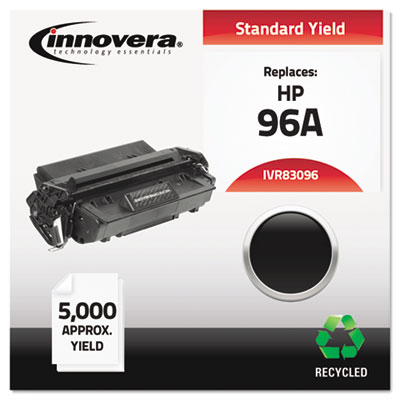 innovera
technology essentials
Standard Yield
Replaces:
HP
96A
IVR83096
5,000
APPROX.
YIELD
RECYCLED